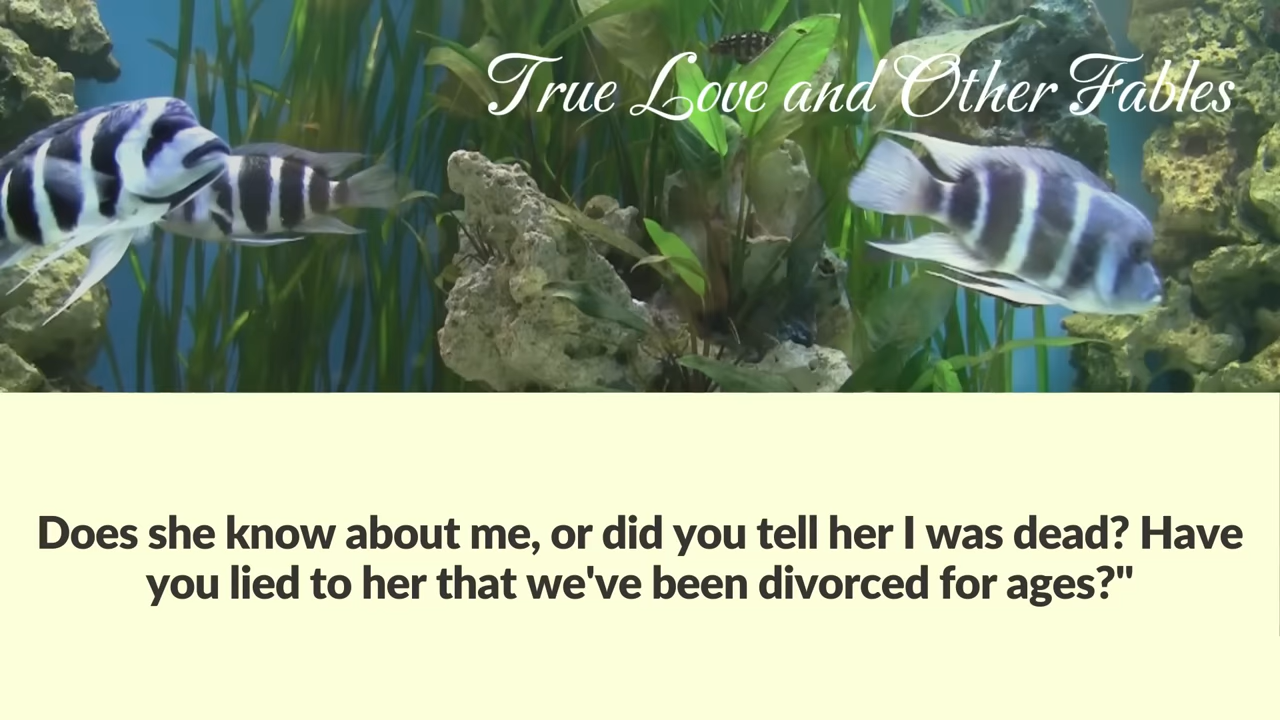 True Love and Other Fables
Does she know about me, or did you tell her I was dead? Have
you lied to her that we've been divorced for ages?"